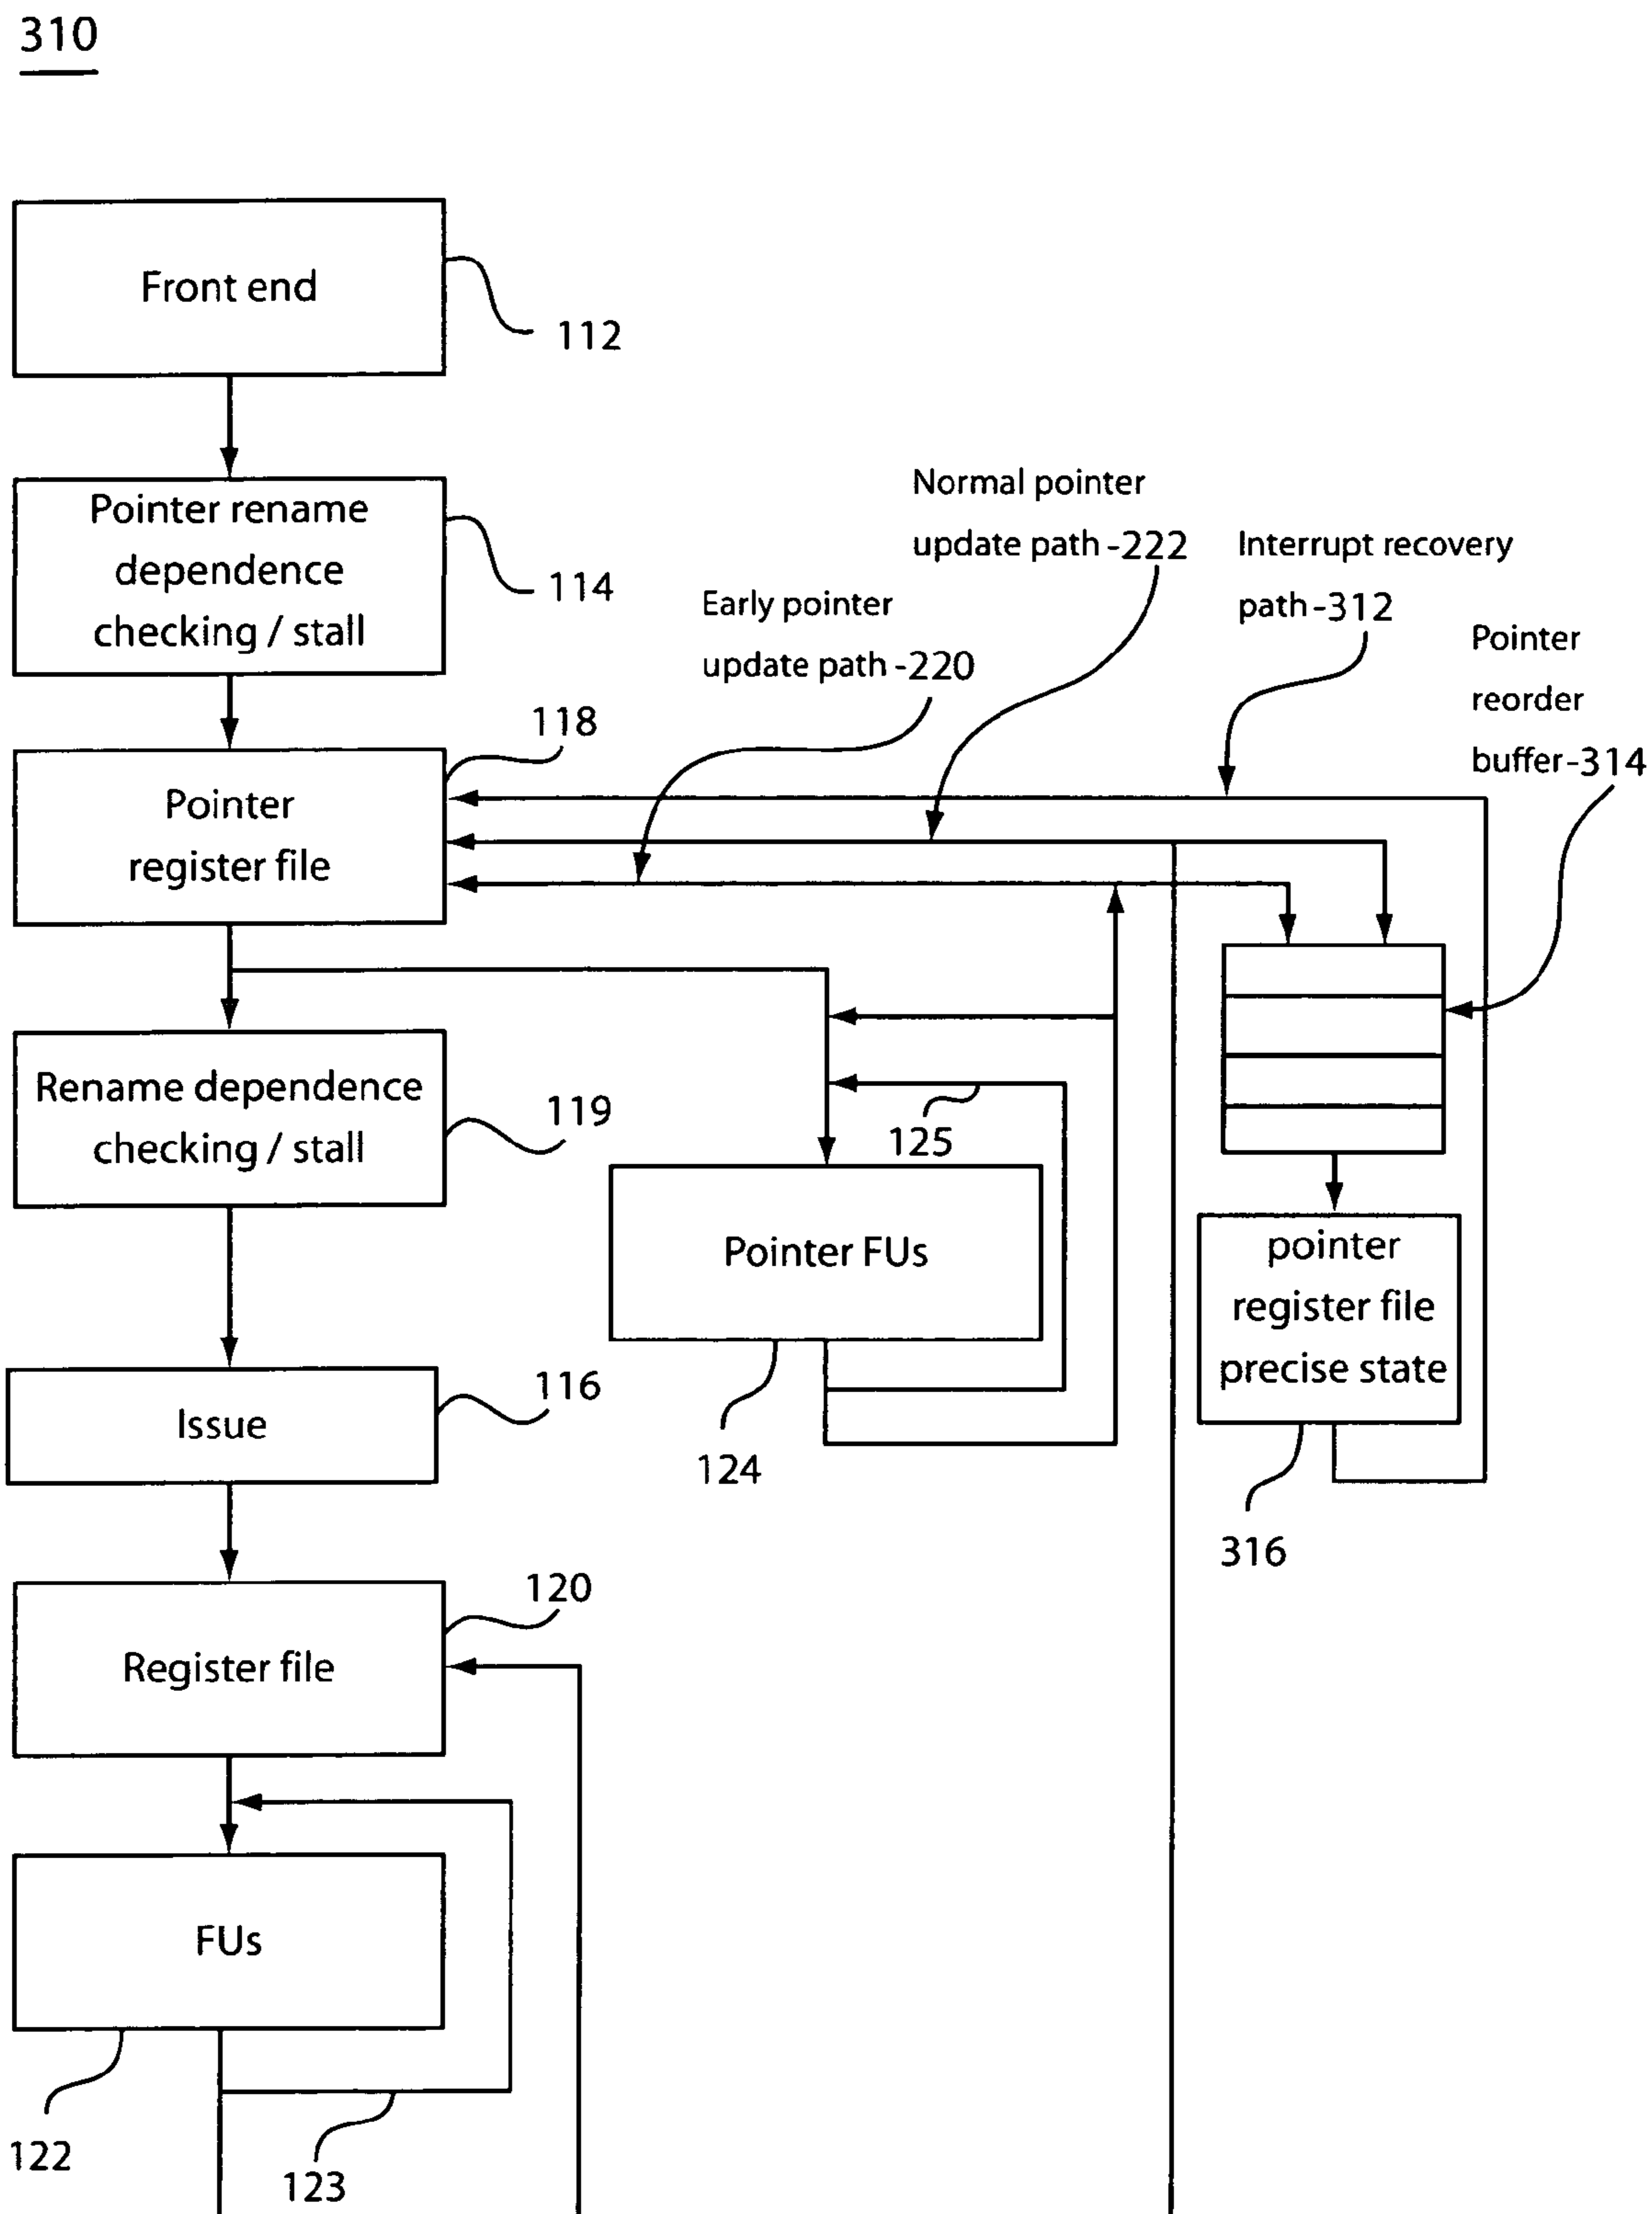 310
Front end
112
Pointer rename
dependence
checking / stall
114
Normal pointer
update path -222
Interrupt recovery
path-312
Early pointer
update path -220
Pointer
reorder
buffer-314
118
Pointer
register file
Rename dependence
checking / stall
119
125
Pointer FUs
124
pointer
register file
precise state
316
Issue
116
Register file
120
FUs
122
123